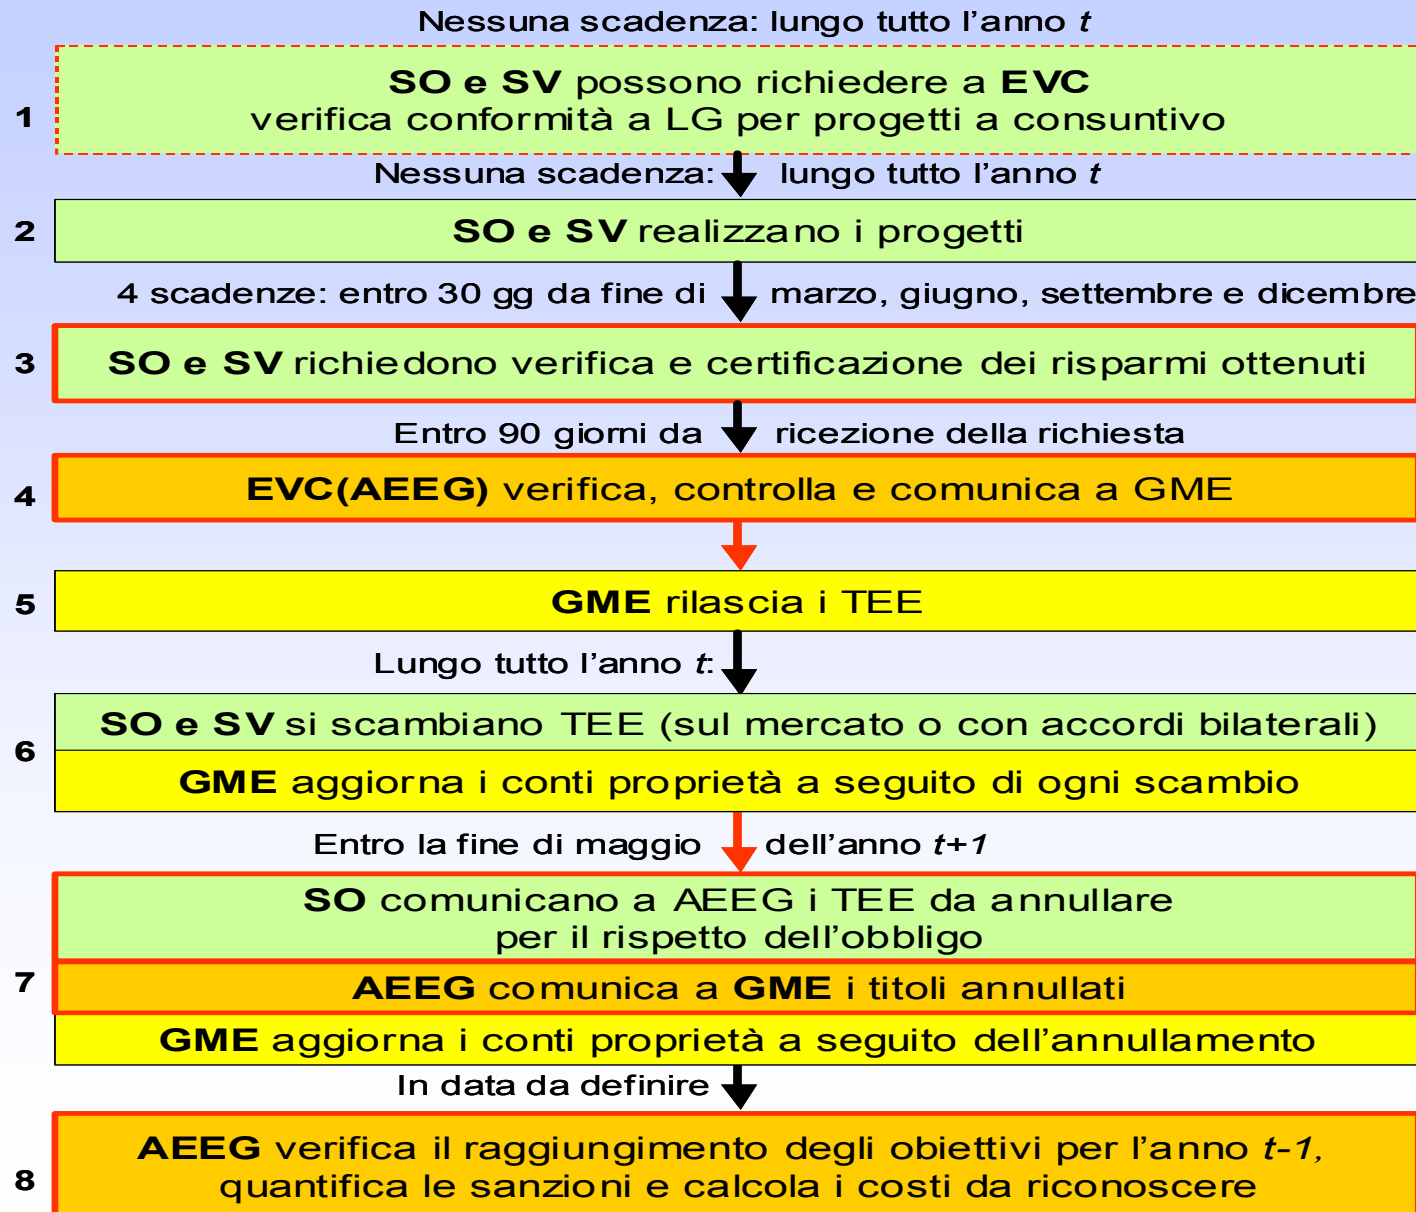 Nessuna scadenza: lungo tutto l'anno t
1
SO e SV possono richiedere a EVC
verifica conformità a LG per progetti a consuntivo
Nessuna scadenza: lungo tutto l'anno t
2
SO e SV realizzano i progetti
4 scadenze: entro 30 gg da fine di marzo, giugno, settembre e dicembre
3
SO e SV richiedono verifica e certificazione dei risparmi ottenuti
Entro 90 giorni da ricezione della richiesta
4
EVC(AEEG) verifica, controlla e comunica a GME
5
GME rilascia i TEE
Lungo tutto l'anno t:
6
SO e SV si scambiano TEE (sul mercato o con accordi bilaterali)
GME aggiorna i conti proprietà a seguito di ogni scambio
Entro la fine di maggio dell'anno t+1
SO comunicano a AEEG i TEE da annullare
per il rispetto dell'obbligo
7
AEEG comunica a GME i titoli annullati
GME aggiorna i conti proprietà a seguito dell'annullamento
In data da definire
8
AEEG verifica il raggiungimento degli obiettivi per l'anno t-1,
quantifica le sanzioni e calcola i costi da riconoscere